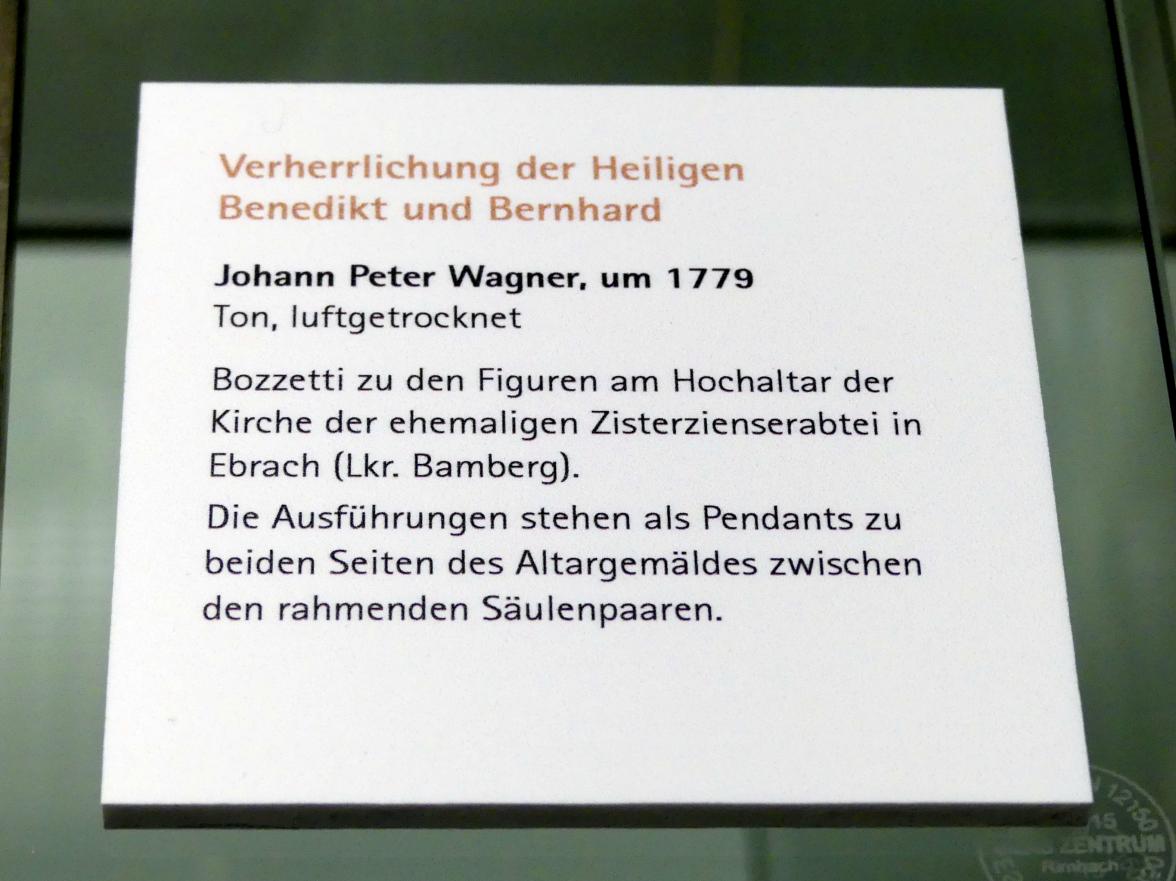 Verherrlichung der Heiligen
Benedikt und Bernhard
Johann Peter Wagner, um 1779
Ton, luftgetrocknet
Bozzetti zu den Figuren am Hochaltar der
Kirche der ehemaligen Zisterzienserabtei in
Ebrach (Lkr. Bamberg).
Die Ausführungen stehen als Pendants zu
beiden Seiten des Altargemäldes zwischen
den rahmenden Säulenpaaren.
ZENTRUM
Rimbach